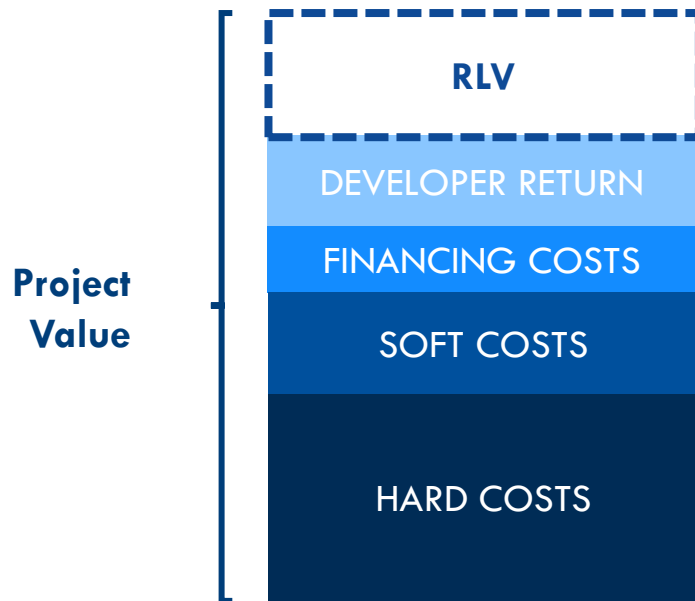 RLV
DEVELOPER RETURN
FINANCING COSTS
Project
Value
SOFT COSTS
HARD COSTS